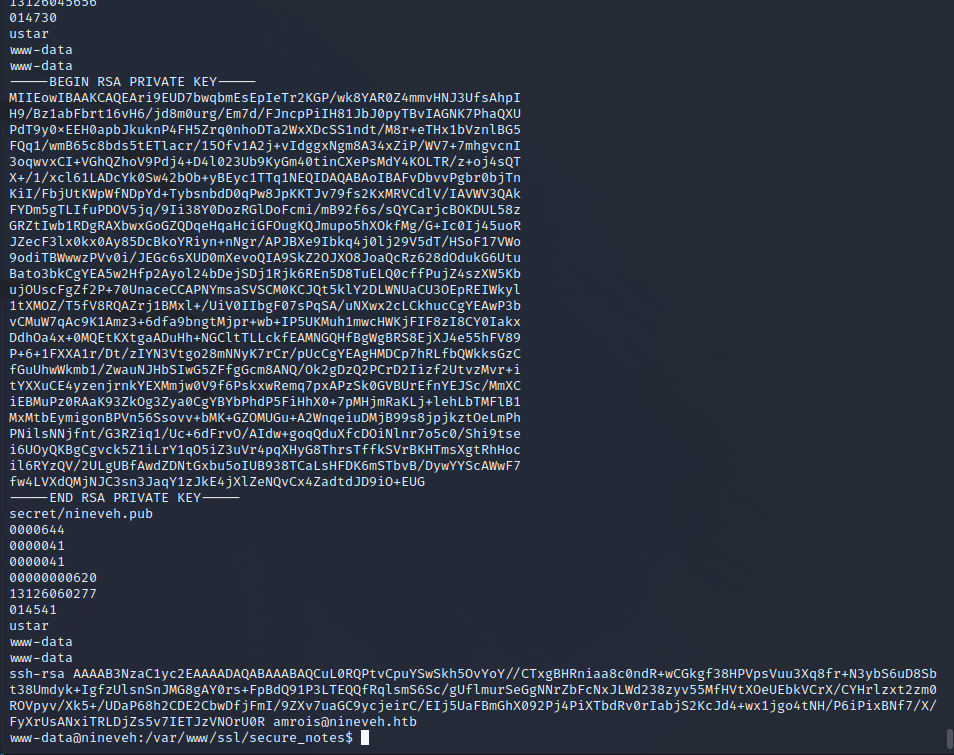 13126045656
014730
ustar
www-data
www-data
-----BEGIN RSA PRIVATE KEY-----
MIIEowIBAAKCAQEAri9EUD7bwqbmEsEpIeTr2KGP/wk8YAR0Z4mmvHNJ3UfsAhpI
H9/Bz1abFbrt16vH6/jd8m0urg/Em7d/FJncpPiIH81JbJ0pyTBvIAGNK7PhaQXU
PdT9y0xEEH0apbJkuknP4FH5Zrq0nhoDTa2WxXDcSS1ndt/M8r+eTHx1bVznlBG5
FQq1/wmB65c8bds5tETlacr/15Ofv1A2j+vIdggxNgm8A34xZiP/WV7+7mhgvcnI
3oqwvxCI+VGhQZhoV9Pdj4+D4l023Ub9KyGm40tinCXePsMdY4KOLTR/z+oj4sQT
X+/1/xcl61LADcYk0Sw42bOb+yBEyc1TTq1NEQIDAQABAoIBAFvDbvvPgbr0bjTn
KiI/FbjUtKWpWfNDpYd+TybsnbdD0qPw8JpKKTJv79fs2KxMRVCdlV/IAVWV3QAk
FYDm5gTLIfuPDOV5jq/9Ii38Y0DozRGlDoFcmi/mB92f6s/sQYCarjcBOKDUL58z
GRZtIwb1RDgRAXbwxGoGZQDqeHqaHciGFOugKQJmupo5hXOkfMg/G+Ic0Ij45uoR
JZecF3lx0kx0Ay85DcBkoYRiyn+nNgr/APJBXe9Ibkq4j0lj29V5dT/HSoF17VWo
9odiTBWwwzPVv0i/JEGc6sXUD0mXevoQIA9SkZ2OJXO8JoaQcRz628dOdukG6Utu
Bato3bkCgYEA5w2Hfp2Ayol24bDejSDj1Rjk6REn5D8TuELQ0cffPujZ4szXW5Kb
ujOUscFgZf2P+70UnaceCCAPNYmsaSVSCM0KCJQt5klY2DLWNUaCU3OEpREIWkyl
1tXMOZ/T5fV8RQAZrj1BMxl+/UiV0IIbgF07sPqSA/uNXwx2cLCkhucCgYEAwP3b
vCMuW7qAc9K1Amz3+6dfa9bngtMjpr+wb+IP5UKMuh1mwcHWKjFIF8zI8CY0Iakx
DdhOa4x+0MQEtKXtgaADuHh+NGCltTLLckfEAMNGQHfBgWgBRS8EjXJ4e55hFV89
P+6+1FXXA1r/Dt/zIYN3Vtgo28mNNyK7rCr/pUcCgYEAgHMDCp7hRLfbQWkksGzC
fGuUhwWkmb1/ZwauNJHbSIwG5ZFfgGcm8ANQ/Ok2gDzQ2PCrD2Iizf2UtvzMvr+i
tYXXuCE4yzenjrnkYEXMmjw0V9f6PskxwRemq7pxAPzSk0GVBUrEfnYEJSc/MmXC
iEBMuPz0RAaK93ZkOg3Zya0CgYBYbPhdP5FiHhX0+7pMHjmRaKLj+lehLbTMFlB1
MxMtbEymigonBPVn56Ssovv+bMK+GZOMUGu+A2WnqeiuDMjB99s8jpjkztOeLmPh
PNilsNNjfnt/G3RZiq1/Uc+6dFrvO/AIdw+goqQduXfcDOiNlnr7o5c0/Shi9tse
i6UOyQKBgCgvck5Z1iLrY1qO5iZ3uVr4pqXHyG8ThrsTffkSVrBKHTmsXgtRhHoc
il6RYzQV/2ULgUBfAwdZDNtGxbu5oIUB938TCaLsHFDK6mSTbvB/DywYYScAWwF7
fw4LVXdQMjNJC3sn3JaqY1zJkE4jXlZeNQvCx4ZadtdJD9iO+EUG
-----END RSA PRIVATE KEY-----
secret/nineveh.pub
0000644
0000041
0000041
00000000620
13126060277
014541
ustar
www-data
www-data
ssh-rsa AAAAB3NzaC1yc2EAAAADAQABAAABAQCuL0RQPtvCpuYSwSkh5OvYoY//CTxgBHRniaa8c0ndR+wCGkgf38HPVpsVuu3Xq8fr+N3ybS6uD8Sb
t38Umdyk+IgfzUlsnSnJMG8gAY0rs+FpBdQ91P3LTEQQfRqlsmS6Sc/gUflmurSeGgNNrZbFcNxJLWd238zyv55MfHVtXOeUEbkVCrX/CYHrlzxt2zm0
ROVpyv/Xk5+/UDaP68h2CDE2CbwDfjFmI/9ZXv7uaGC9ycjeirC/EIj5UaFBmGhX092Pj4PiXTbdRv0rIabjS2KcJd4+wx1jgo4tNH/P6iPixBNf7/X/
FyXrUsANxiTRLDjZs5v7IETJzVNOrU0R amrois@nineveh.htb
www-data@nineveh:/var/www/ssl/secure_notes$